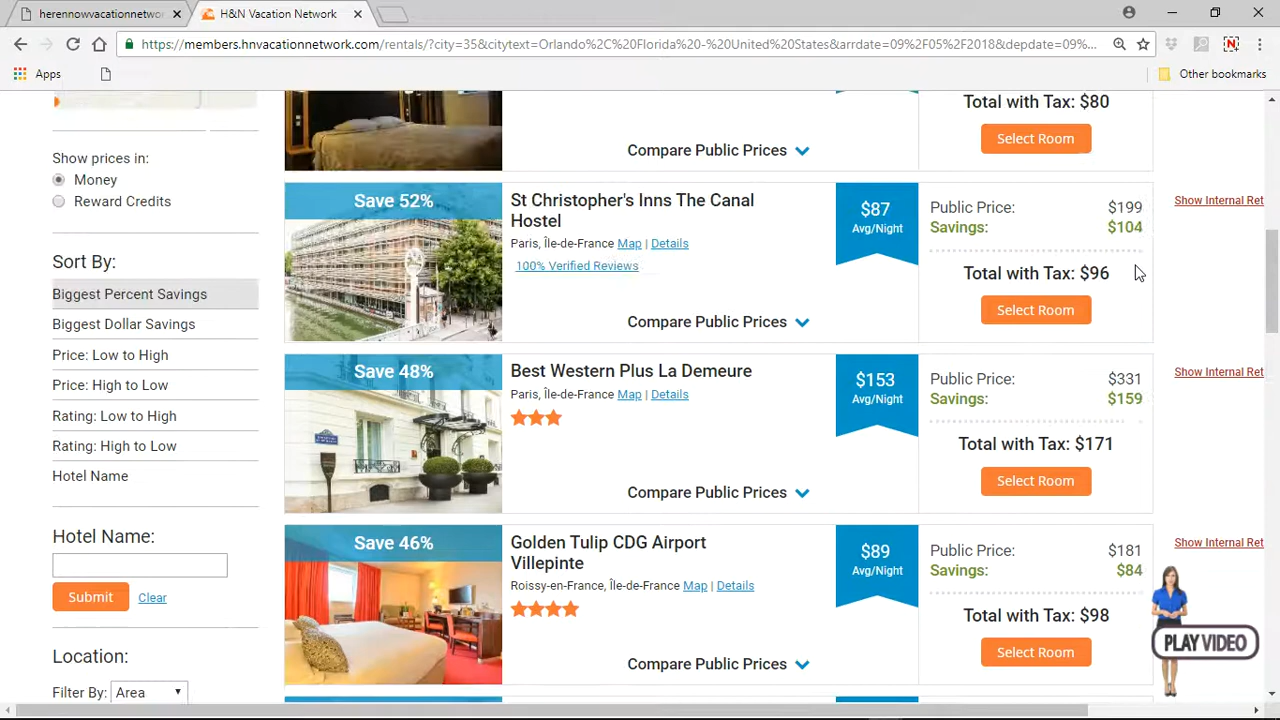 herennowvacationnetwo
H&N Vacation Network
https://members.hnvacationnetwork.com/rentals/?city=35&citytext=Orlando%2C%20Florida%20-%20United%20States&arrdate=09%2F05%2F2018&depdate=09%...
Apps
Other bookmarks
Show prices in:
Money
Reward Credits
Sort By:
Biggest Percent Savings
Biggest Dollar Savings
Price: Low to High
Price: High to Low
Rating: Low to High
Rating: High to Low
Hotel Name
Hotel Name:
Submit Clear
Location:
Filter By: Area
Compare Public Prices
Total with Tax: $80
Select Room
Save 52%
St Christopher's Inns The Canal
Hostel
Paris, Île-de-France Map | Details
100% Verified Reviews
Compare Public Prices
$87
Avg/Night
Public Price: $199
Savings: $104
Total with Tax: $96
Select Room
Show Internal Ret
Save 48%
Best Western Plus La Demeure
Paris, Île-de-France Map | Details
Compare Public Prices
$153
Avg/Night
Public Price: $331
Savings: $159
Total with Tax: $171
Select Room
Show Internal Ret
Save 46%
Golden Tulip CDG Airport
Villepinte
Roissy-en-France, Île-de-France Map | Details
Compare Public Prices
$89
Avg/Night
Public Price: $181
Savings: $84
Total with Tax: $98
Select Room
Show Internal Ret
PLAY VIDEO